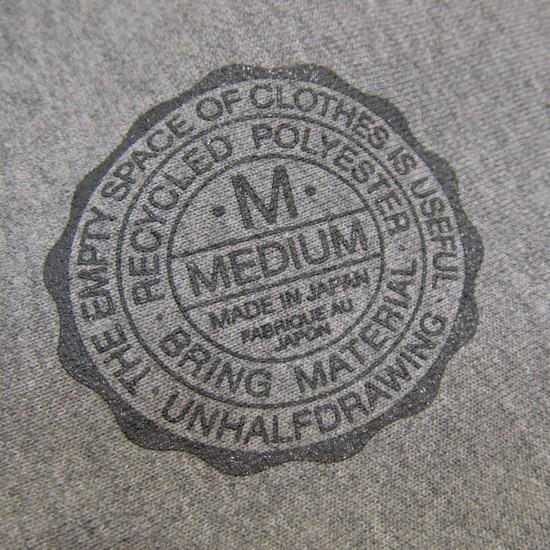 THE EMPTY SPACE OF CLOTHES IS USEFUL · UNHALFDRAWING ·
RECYCLED POLYESTER · BRING MATERIAL ·
· M ·
MEDIUM
MADE IN JAPAN
FABRIQUE AU
JAPON